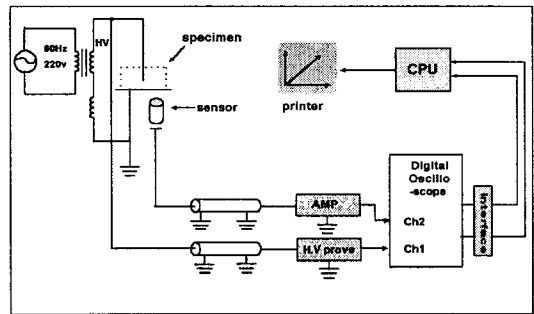 60Hz
220v
HV
specimen
sensor
printer
CPU
Digital
Oscillo
-scope
Ch2
Ch1
AMP
H.V prove
Interface